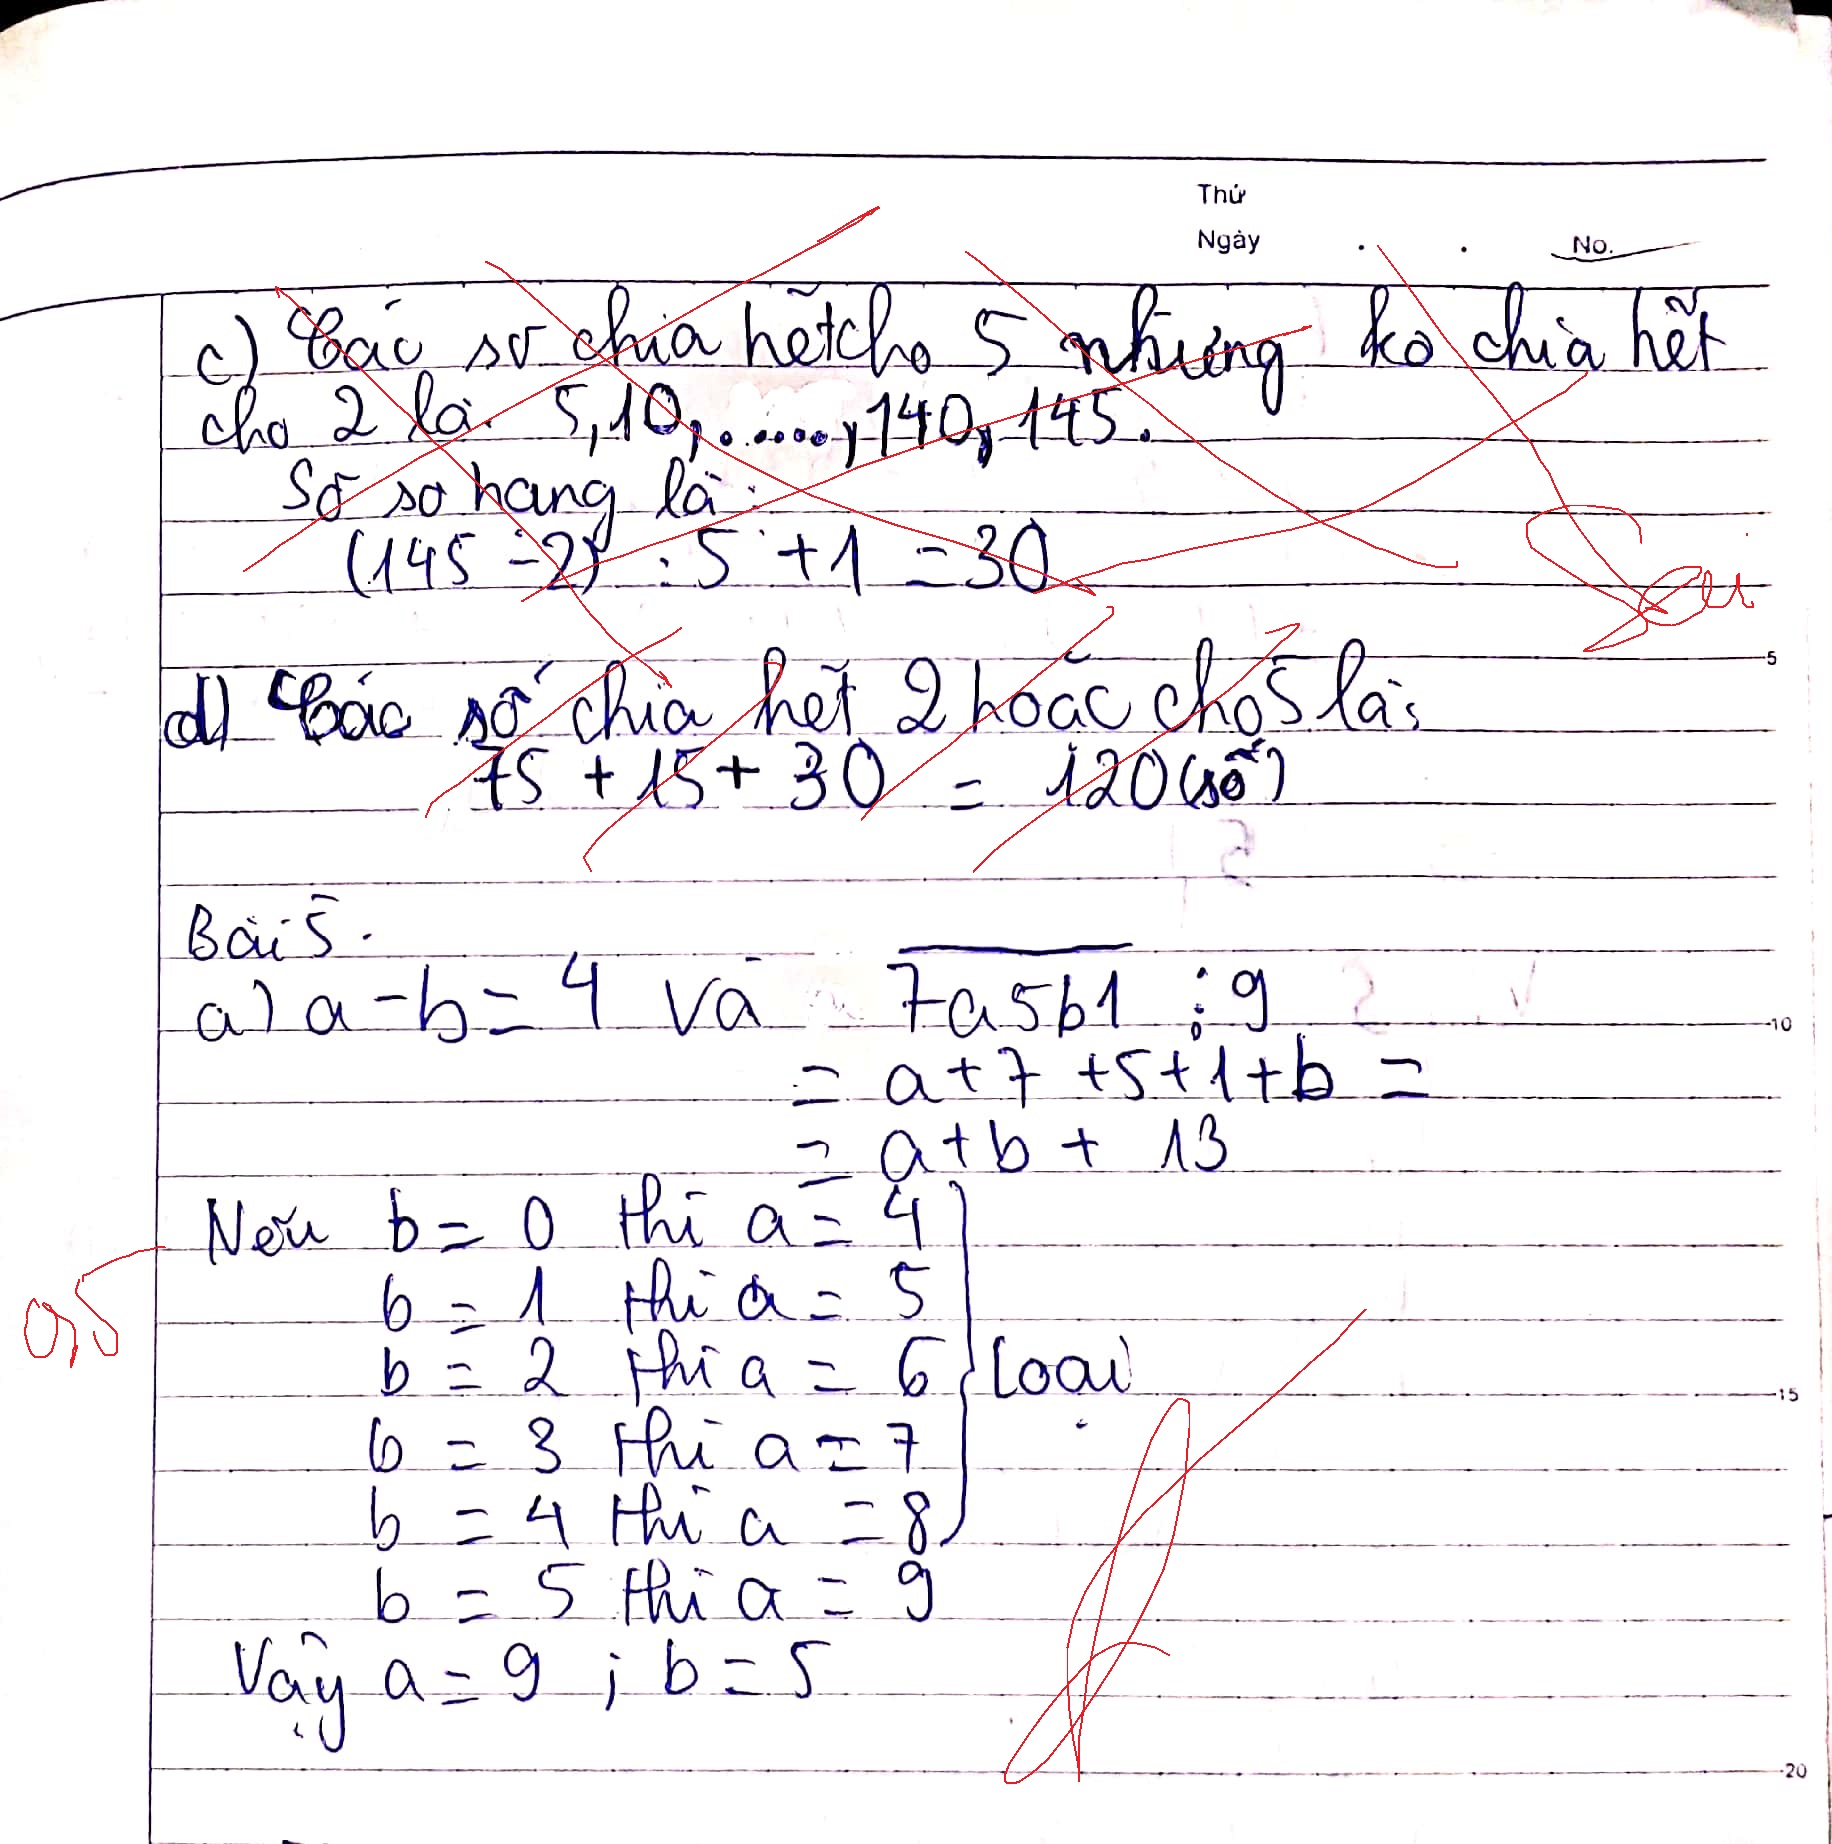 Thứ
Ngày . . No.
c) Các số chia hết cho 5 nhưng ko chia hết
cho 2 là 5,10,.......,140,145.
Số số hạng là:
(145 - 2) : 5 + 1 = 30
Sai
5
d) Các số chia hết 2 hoặc cho 5 là:
75 + 15 + 30 = 120 (số)
Bài 5.
a) a - b = 4 và 7a5b1 ⋮ 9
10
= a + 7 + 5 + 1 + b =
= a + b + 13
Nếu b = 0 thì a = 4
0,5 b = 1 thì a = 5
b = 2 thì a = 6 loại
15
b = 3 thì a = 7
b = 4 thì a = 8
b = 5 thì a = 9
Vậy a = 9 ; b = 5
20